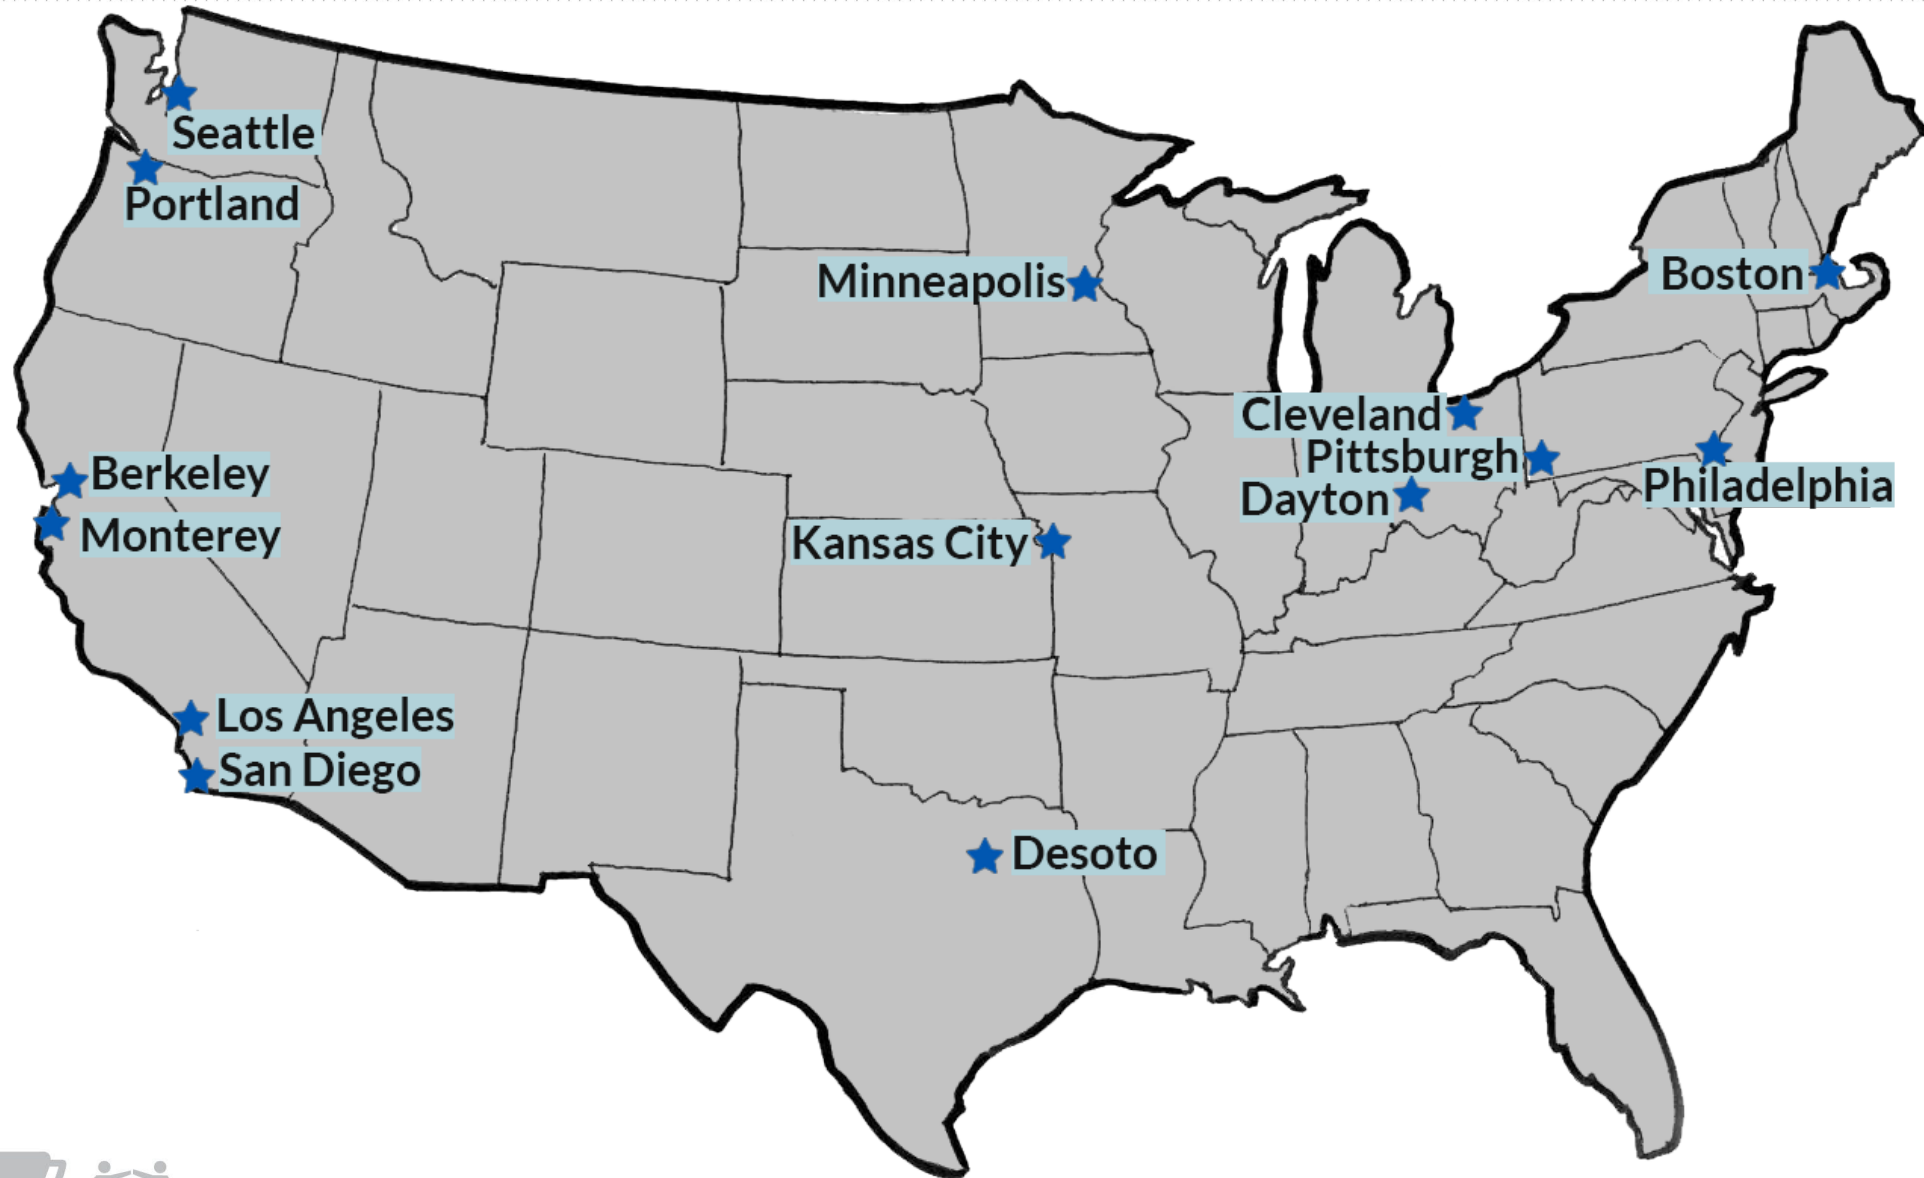 Seattle
Portland
Minneapolis
Boston
Cleveland
Pittsburgh
Berkeley
Philadelphia
Dayton
Monterey
Kansas City
Los Angeles
San Diego
Desoto